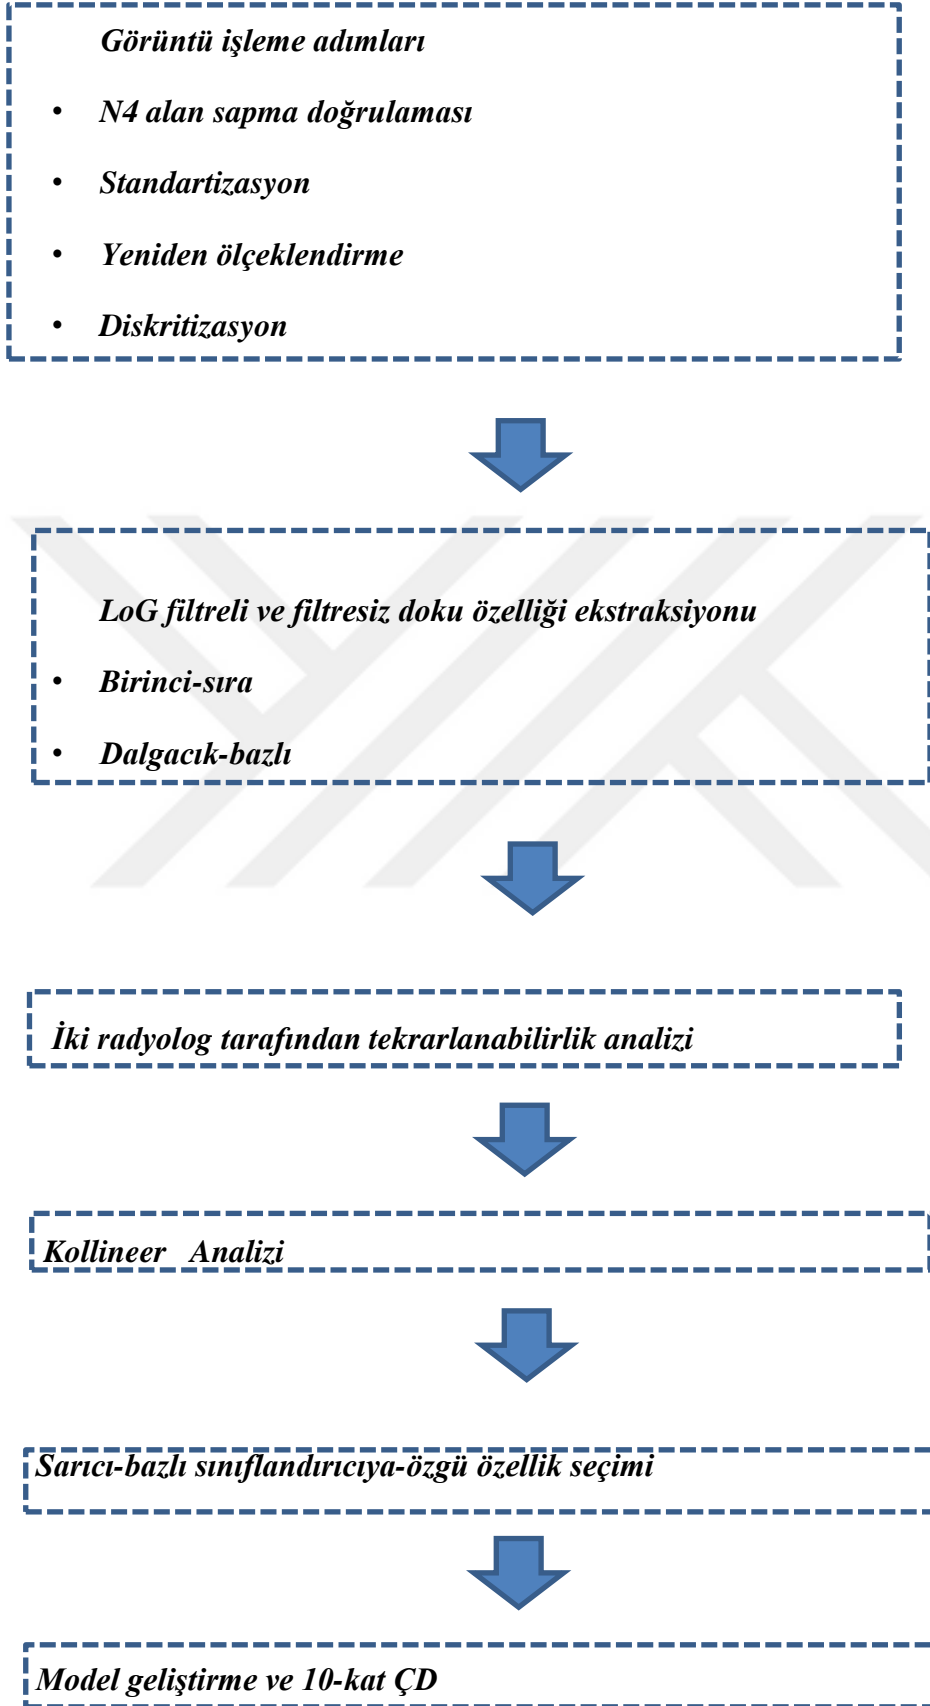 Görüntü işleme adımları
• N4 alan sapma doğrulaması
• Standartizasyon
• Yeniden ölçeklendirme
• Diskritizasyon
LoG filtreli ve filtresiz doku özelliği ekstraksiyonu
• Birinci-sıra
• Dalgacık-bazlı
İki radyolog tarafından tekrarlanabilirlik analizi
Kollineer Analizi
Sarıcı-bazlı sınıflandırıcıya-özgü özellik seçimi
Model geliştirme ve 10-kat ÇD